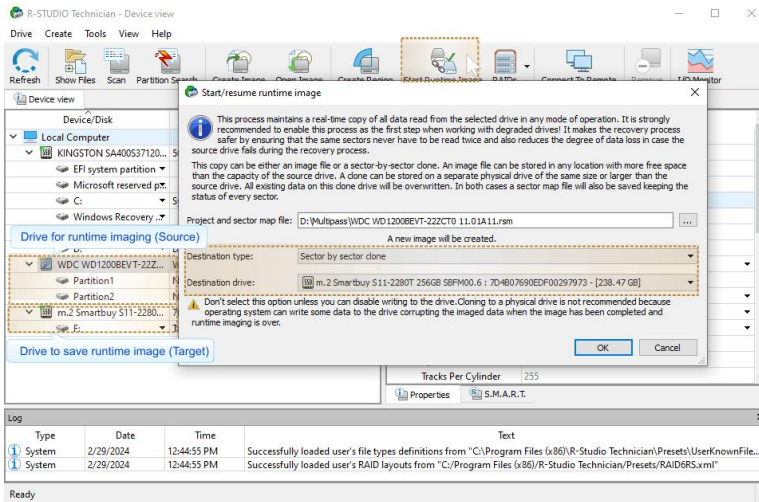 R-STUDIO Technician - Device view
Drive Create Tools View Help
Refresh Show Files Scan Partition Search Create Image Open Image Create Region Start Runtime Image RAIDs Connect To Remote Remove I/O Monitor
Device view
Device/Disk
Local Computer
KINGSTON SA400S37120...
EFI system partition
Microsoft reserved p...
C:
Windows Recovery ...
Drive for runtime imaging (Source)
D:
WDC WD1200BEVT-22Z...
Partition1
Partition2
m.2 Smartbuy S11-2280...
E:
Drive to save runtime image (Target)
Start/resume runtime image
This process maintains a real-time copy of all data read from the selected drive in any mode of operation. It is strongly
recommended to enable this process as the first step when working with degraded drives! It makes the recovery process
safer by ensuring that the same sectors never have to be read twice and also reduces the degree of data loss in case the
source drive fails during the recovery process.
This copy can be either an image file or a sector-by-sector clone. An image file can be stored in any location with more free space
than the capacity of the source drive. A clone can be stored on a separate physical drive of the same size or larger than the
source drive. All existing data on this clone drive will be overwritten. In both cases a sector map file will also be saved keeping the
status of every sector.
Project and sector map file: D:\Multipass\WDC WD1200BEVT-22ZCT0 11.01A11.rsm ...
A new image will be created.
Destination type: Sector by sector clone
Destination drive: m.2 Smartbuy S11-2280T 256GB SBFM00.6 : 7D4B07690EDF00297973 - [238.47 GB]
Don't select this option unless you can disable writing to the drive.Cloning to a physical drive is not recommended because
operating system can write some data to the drive corrupting the imaged data when the image has been completed and
runtime imaging is over.
OK Cancel
Tracks Per Cylinder 255
Properties S.M.A.R.T.
Log
Type Date Time Text
System 2/29/2024 12:44:55 PM Successfully loaded user's file types definitions from "C:\Program Files (x86)\R-Studio Technician\Presets\UserKnownFile...
System 2/29/2024 12:44:55 PM Successfully loaded user's RAID layouts from "C:/Program Files (x86)/R-Studio Technician/Presets/RAID6RS.xml"
Ready